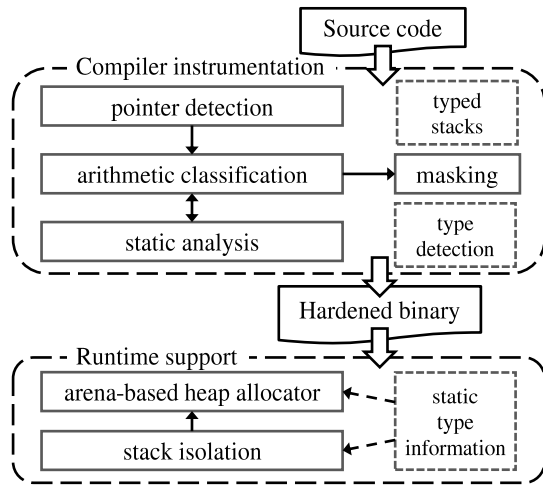 Source code
Compiler instrumentation
pointer detection
typed
stacks
arithmetic classification
masking
static analysis
type
detection
Hardened binary
Runtime support
arena-based heap allocator
stack isolation
static
type
information